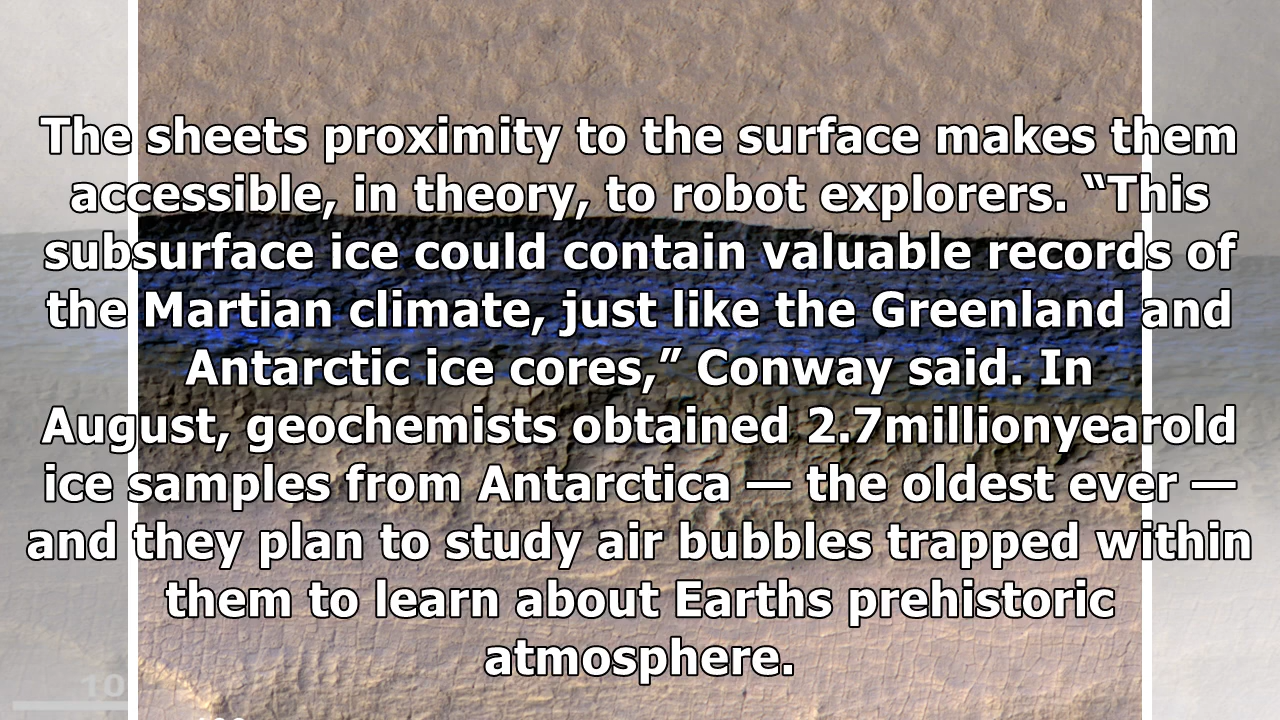 The sheets proximity to the surface makes them
accessible, in theory, to robot explorers. “This
subsurface ice could contain valuable records of
the Martian climate, just like the Greenland and
Antarctic ice cores,” Conway said. In
August, geochemists obtained 2.7millionyearold
ice samples from Antarctica — the oldest ever —
and they plan to study air bubbles trapped within
them to learn about Earths prehistoric
atmosphere.